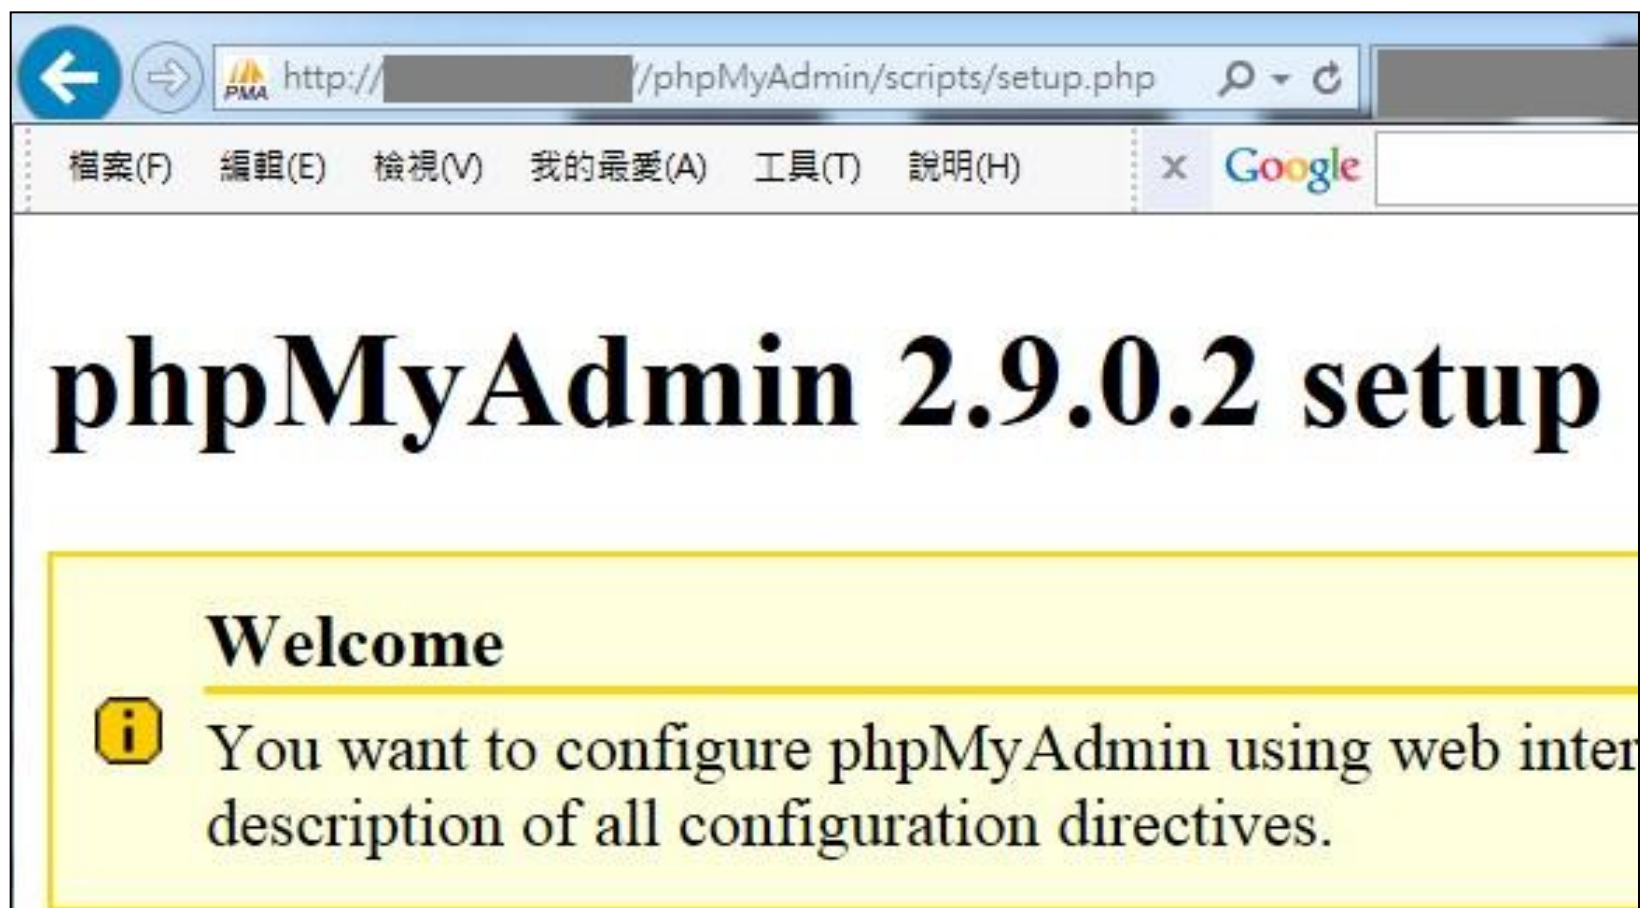 PMA http:// //phpMyAdmin/scripts/setup.php
檔案(F) 編輯(E) 檢視(V) 我的最愛(A) 工具(T) 說明(H) x Google
phpMyAdmin 2.9.0.2 setup
Welcome
i
You want to configure phpMyAdmin using web inter
description of all configuration directives.